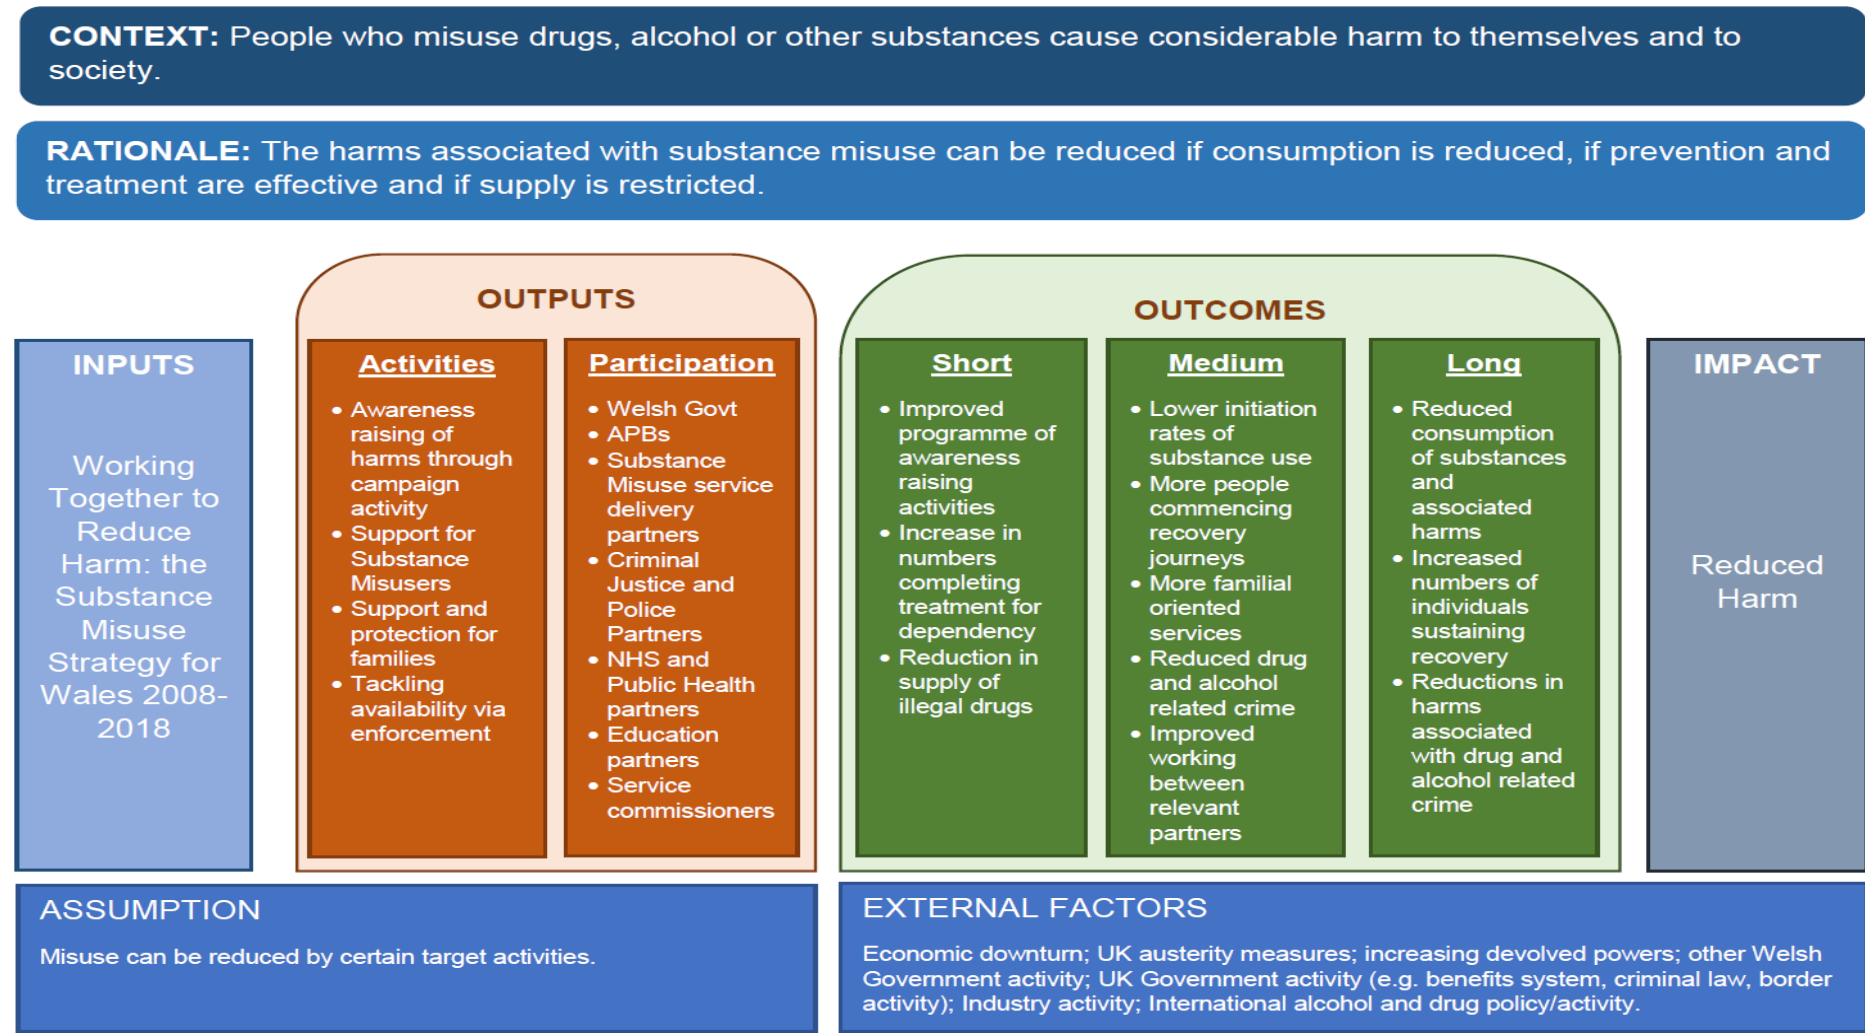 CONTEXT: People who misuse drugs, alcohol or other substances cause considerable harm to themselves and to
society.
RATIONALE: The harms associated with substance misuse can be reduced if consumption is reduced, if prevention and
treatment are effective and if supply is restricted.
INPUTS
Working
Together to
Reduce
Harm: the
Substance
Misuse
Strategy for
Wales 2008-
2018
OUTPUTS
Activities
• Awareness
raising of
harms through
campaign
activity
• Support for
Substance
Misusers
• Support and
protection for
families
• Tackling
availability via
enforcement
Participation
• Welsh Govt
• APBs
• Substance
Misuse service
delivery
partners
• Criminal
Justice and
Police
Partners
• NHS and
Public Health
partners
• Education
partners
• Service
commissioners
OUTCOMES
Short
• Improved
programme of
awareness
raising
activities
• Increase in
numbers
completing
treatment for
dependency
• Reduction in
supply of
illegal drugs
Medium
• Lower initiation
rates of
substance use
• More people
commencing
recovery
journeys
• More familial
oriented
services
• Reduced drug
and alcohol
related crime
• Improved
working
between
relevant
partners
Long
• Reduced
consumption
of substances
and
associated
harms
• Increased
numbers of
individuals
sustaining
recovery
• Reductions in
harms
associated
with drug and
alcohol related
crime
IMPACT
Reduced
Harm
ASSUMPTION
Misuse can be reduced by certain target activities.
EXTERNAL FACTORS
Economic downturn; UK austerity measures; increasing devolved powers; other Welsh
Government activity; UK Government activity (e.g. benefits system, criminal law, border
activity); Industry activity; International alcohol and drug policy/activity.